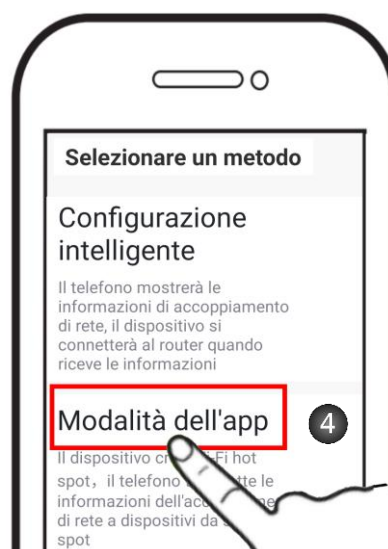 Selezionare un metodo
Configurazione
intelligente
Il telefono mostrerà le
informazioni di accoppiamento
di rete, il dispositivo si
connetterà al router quando
riceve le informazioni
Modalità dell'app
4
Il dispositivo hot
spot，il telefono le
informazioni
di rete a dispositivi da
spot